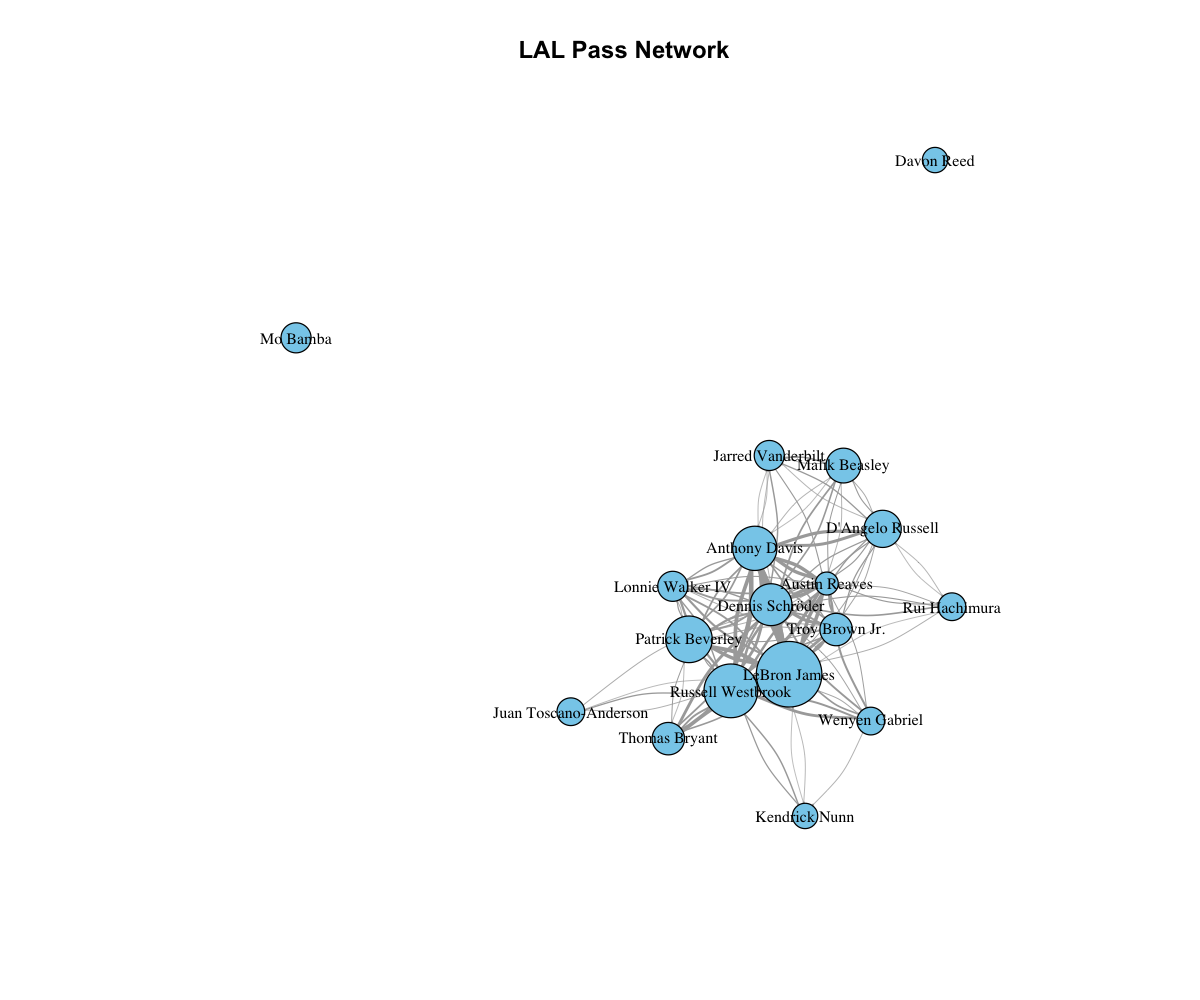 LAL Pass Network
Davon Reed
Mo Bamba
Jarred Vanderbilt
Malik Beasley
D'Angelo Russell
Anthony Davis
Austin Reaves
Lonnie Walker IV
Dennis Schröder
Rui Hachimura
Troy Brown Jr.
Patrick Beverley
LeBron James
Russell Westbrook
Juan Toscano-Anderson
Wenyen Gabriel
Thomas Bryant
Kendrick Nunn